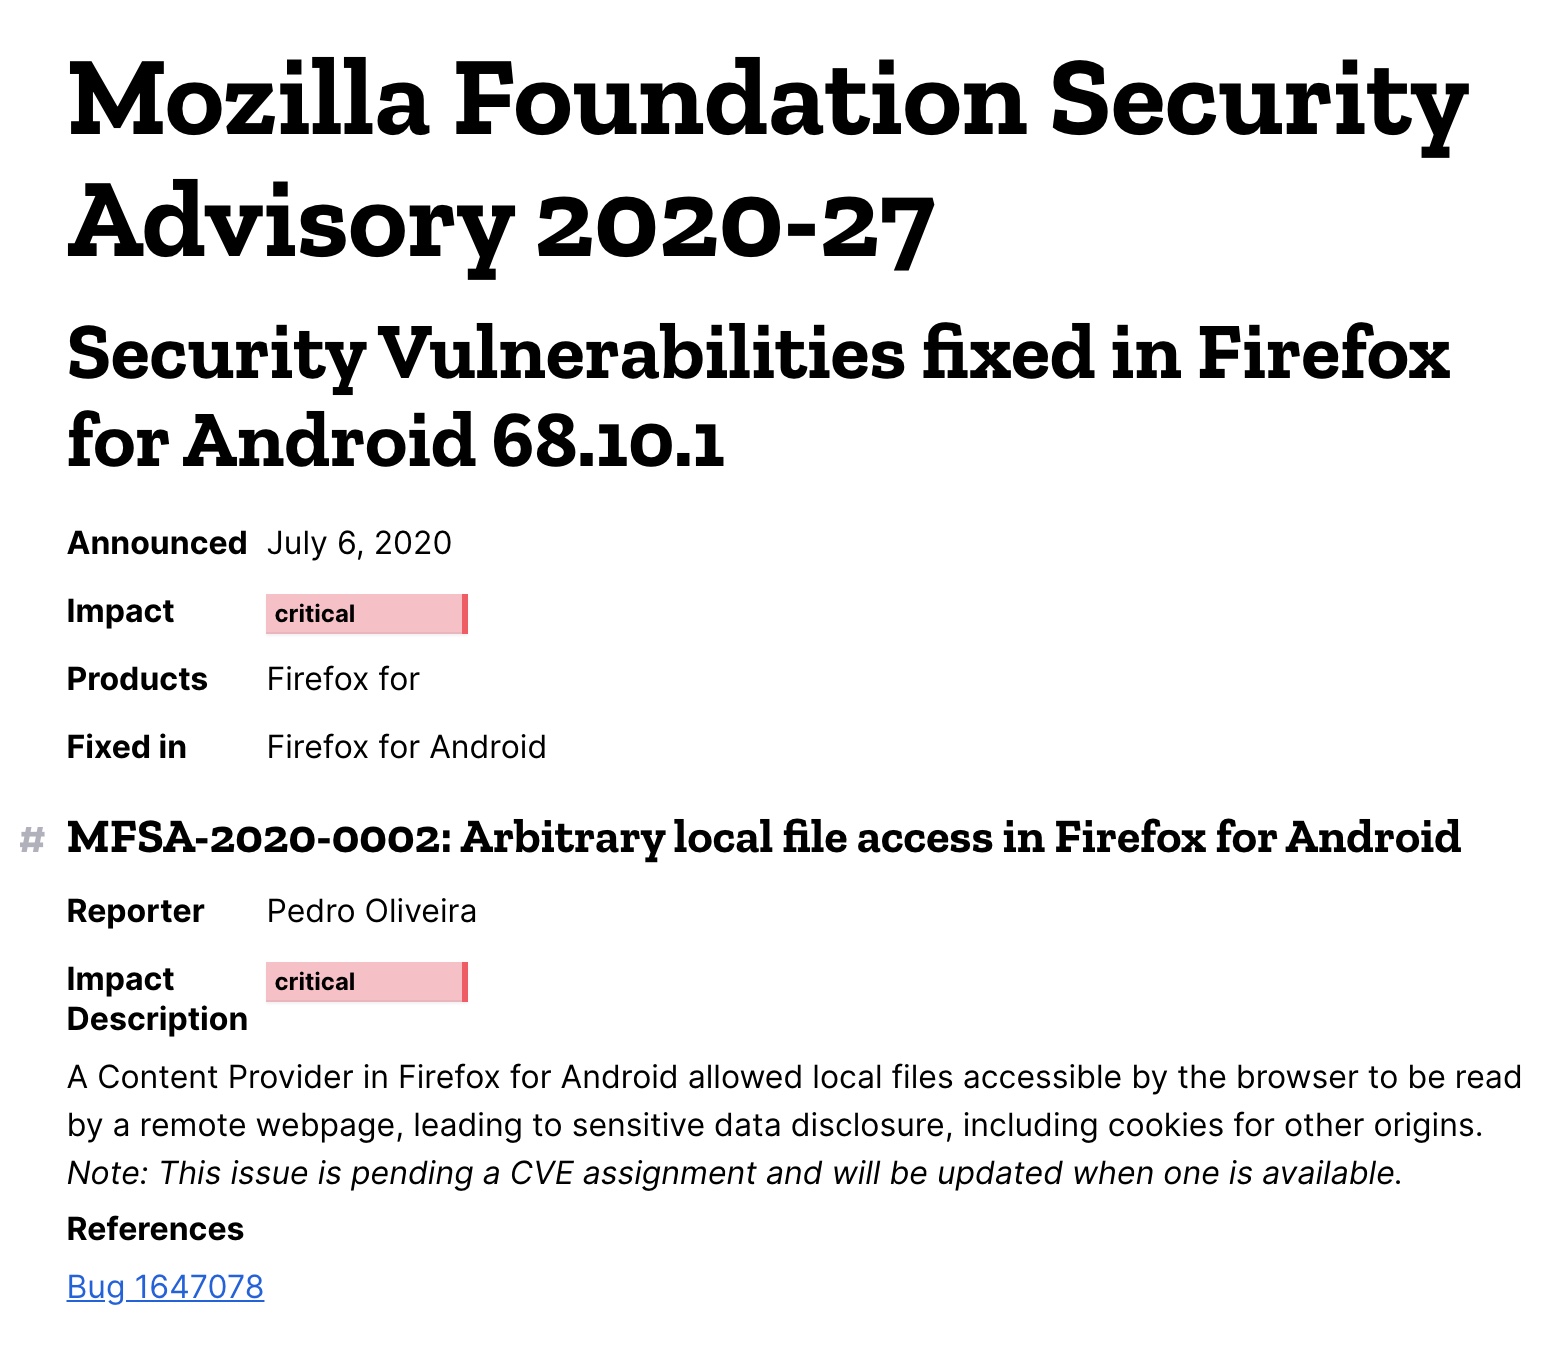 Mozilla Foundation Security
Advisory 2020-27
Security Vulnerabilities fixed in Firefox
for Android 68.10.1
Announced July 6, 2020
Impact critical
Products Firefox for
Fixed in Firefox for Android
# MFSA-2020-0002: Arbitrary local file access in Firefox for Android
Reporter Pedro Oliveira
Impact critical
Description
A Content Provider in Firefox for Android allowed local files accessible by the browser to be read
by a remote webpage, leading to sensitive data disclosure, including cookies for other origins.
Note: This issue is pending a CVE assignment and will be updated when one is available.
References
Bug 1647078